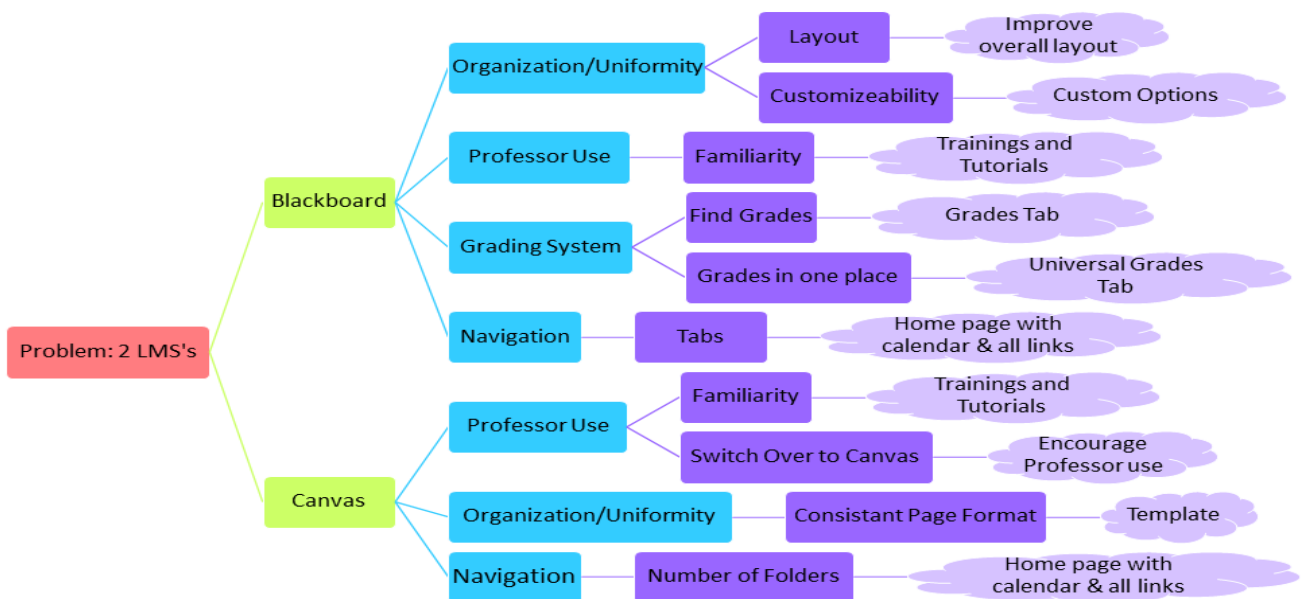 Problem: 2 LMS's
Blackboard
Organization/Uniformity
Layout
Improve
overall layout
Customizeability
Custom Options
Professor Use
Familiarity
Trainings and
Tutorials
Grading System
Find Grades
Grades Tab
Grades in one place
Universal Grades
Tab
Navigation
Tabs
Home page with
calendar & all links
Canvas
Professor Use
Familiarity
Trainings and
Tutorials
Switch Over to Canvas
Encourage
Professor use
Organization/Uniformity
Consistant Page Format
Template
Navigation
Number of Folders
Home page with
calendar & all links